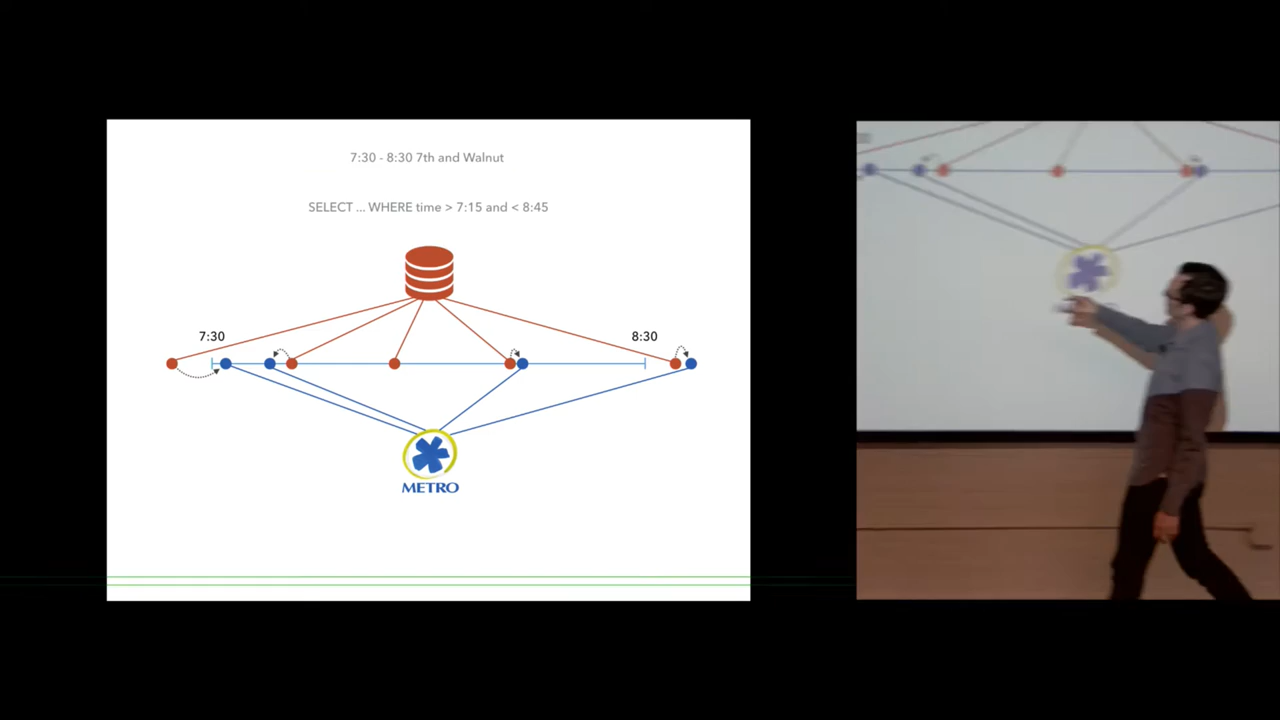 7:30 - 8:30 7th and Walnut
SELECT ... WHERE time > 7:15 and < 8:45
7:30
8:30
METRO